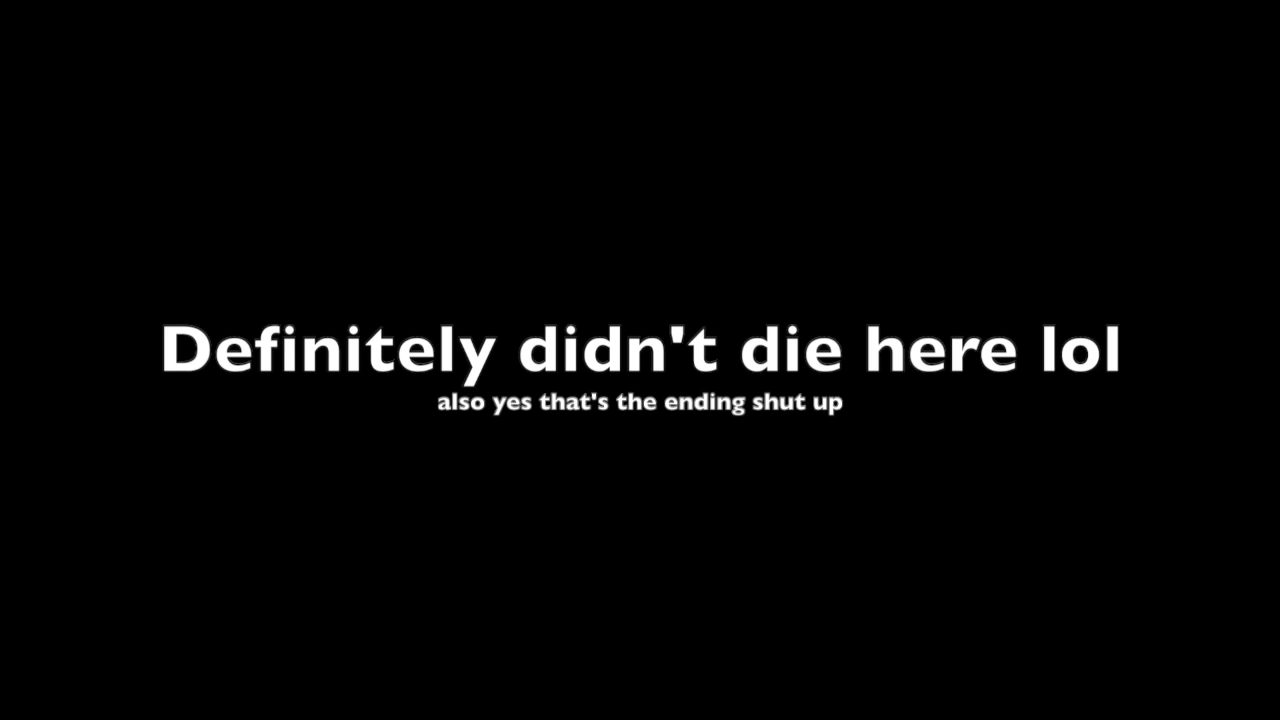 Definitely didn't die here lol
also yes that's the ending shut up